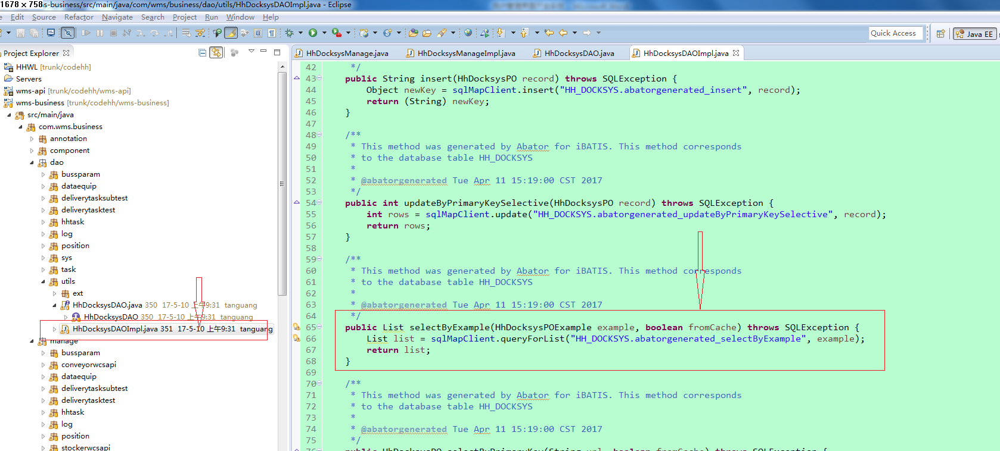 1678 × 758 s-business/src/main/java/com/wms/business/dao/utils/HhDocksysDAOImpl.java - Eclipse
Edit Source Refactor Navigate Search Project Run Window Help
Quick Access Java EE
Project Explorer
HHWL [trunk/codehh]
Servers
wms-api [trunk/codehh/wms-api]
wms-business [trunk/codehh/wms-business]
src/main/java
com.wms.business
annotation
component
dao
bussparam
dataequip
deliverytasksubtest
deliverytasktest
hhtask
log
position
sys
task
utils
ext
HhDocksysDAO.java 350 17-5-10 上午9:31 tanguang
HhDocksysDAO 350 17-5-10 上午9:31 tanguang
HhDocksysDAOImpl.java 351 17-5-10 上午9:31 tanguang
manage
bussparam
conveyorwcsapi
dataequip
deliverytasksubtest
deliverytasktest
hhtask
log
position
stockerwcsapi
HhDocksysManage.java HhDocksysManageImpl.java HhDocksysDAO.java HhDocksysDAOImpl.java
42 */
43 public String insert(HhDocksysPO record) throws SQLException {
44 Object newKey = sqlMapClient.insert("HH_DOCKSYS.abatorgenerated_insert", record);
45 return (String) newKey;
46 }
47
48 /**
49 * This method was generated by Abator for iBATIS. This method corresponds
50 * to the database table HH_DOCKSYS
51 *
52 * @abatorgenerated Tue Apr 11 15:19:00 CST 2017
53 */
54 public int updateByPrimaryKeySelective(HhDocksysPO record) throws SQLException {
55 int rows = sqlMapClient.update("HH_DOCKSYS.abatorgenerated_updateByPrimaryKeySelective", record);
56 return rows;
57 }
58
59 /**
60 * This method was generated by Abator for iBATIS. This method corresponds
61 * to the database table HH_DOCKSYS
62 *
63 * @abatorgenerated Tue Apr 11 15:19:00 CST 2017
64 */
65 public List selectByExample(HhDocksysPOExample example, boolean fromCache) throws SQLException {
66 List list = sqlMapClient.queryForList("HH_DOCKSYS.abatorgenerated_selectByExample", example);
67 return list;
68 }
69
70 /**
71 * This method was generated by Abator for iBATIS. This method corresponds
72 * to the database table HH_DOCKSYS
73 *
74 * @abatorgenerated Tue Apr 11 15:19:00 CST 2017
75 */
76 public HhDocksysPO selectByPrimaryKey(String xxx, boolean fromCache) throws SQLException {